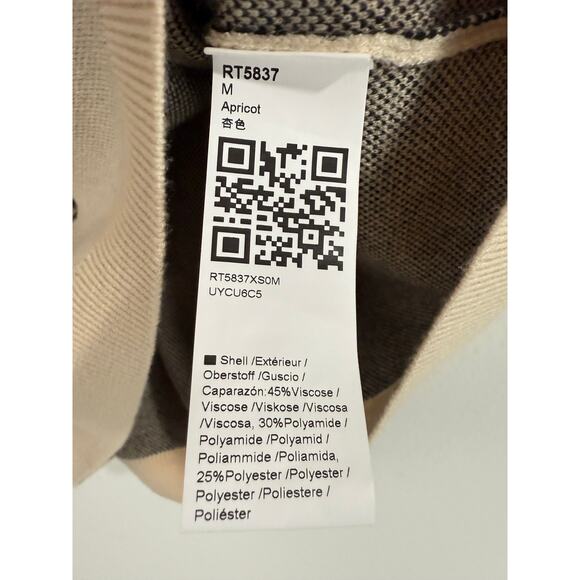 RT5837
M
Apricot
杏色
RT5837XS0M
UYCU6C5
Shell /Extérieur /
Oberstoff /Guscio /
Caparazón: 45%Viscose /
Viscose /Viskose /Viscosa
/Viscosa, 30%Polyamide /
Polyamide /Polyamid /
Poliammide /Poliamida,
25%Polyester /Polyester /
Polyester /Poliestere /
Poliéster